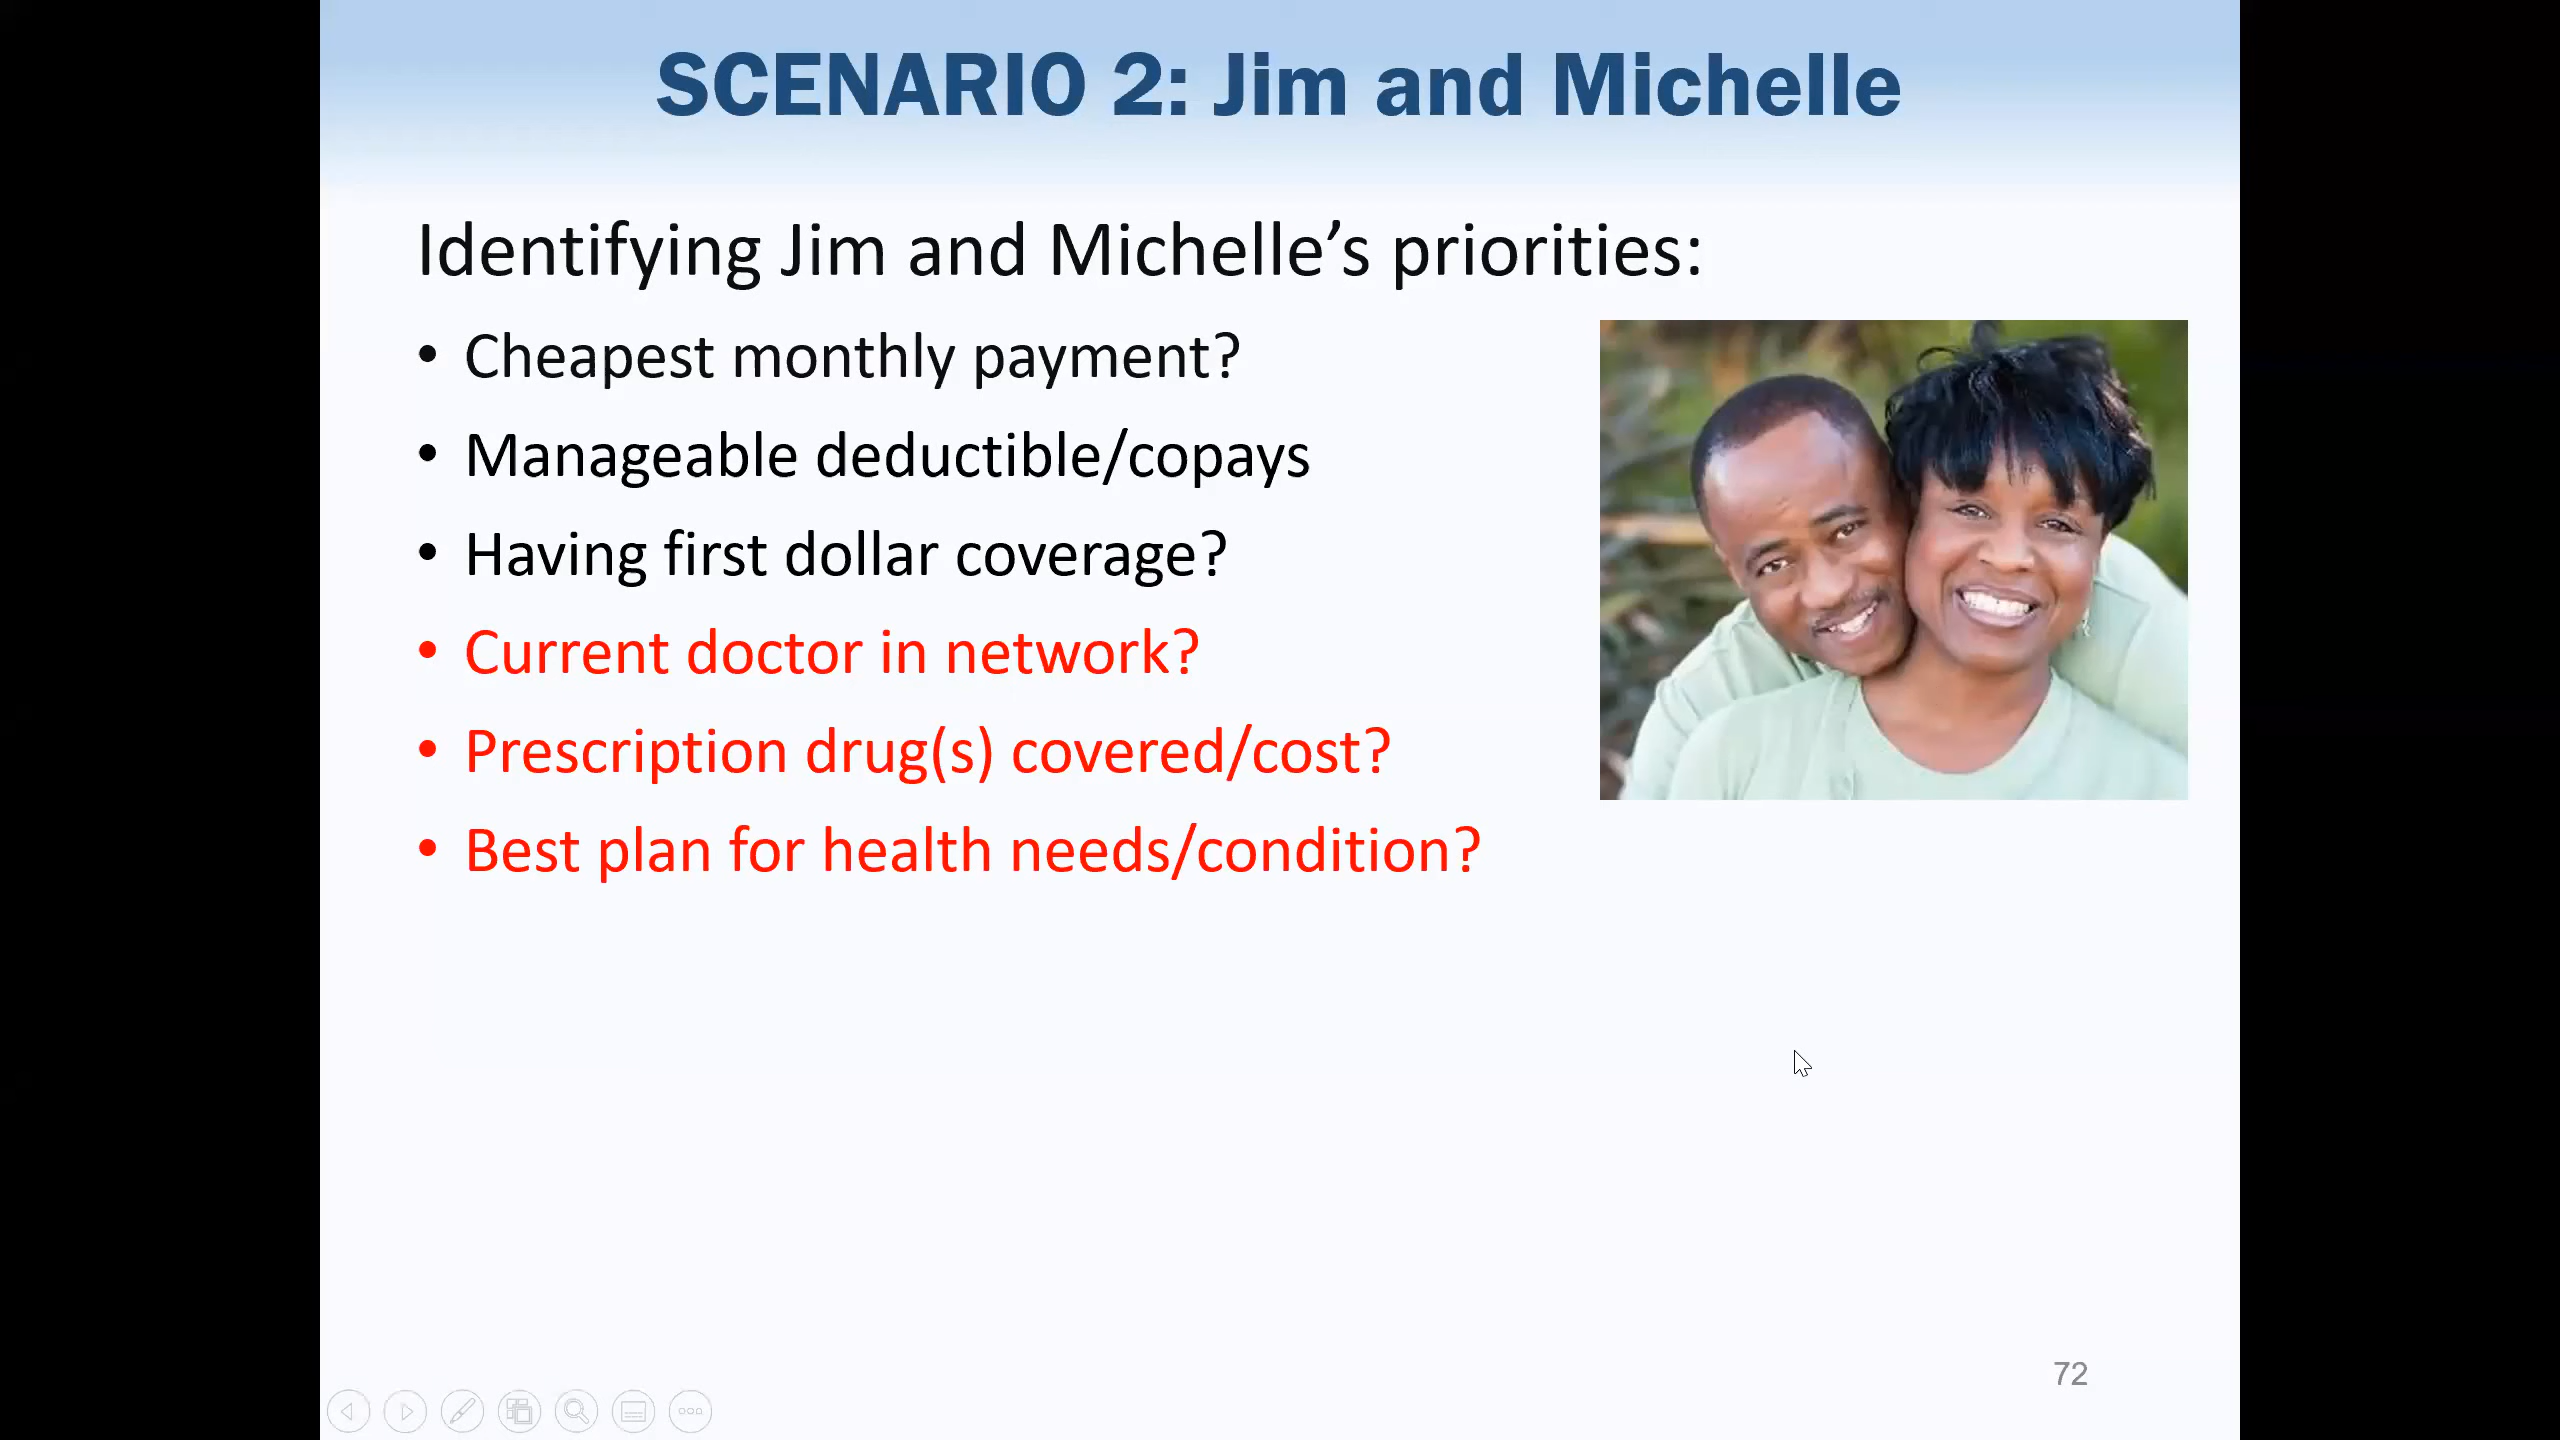 SCENARIO 2: Jim and Michelle
Identifying Jim and Michelle’s priorities:
• Cheapest monthly payment?
• Manageable deductible/copays
• Having first dollar coverage?
• Current doctor in network?
• Prescription drug(s) covered/cost?
• Best plan for health needs/condition?
72